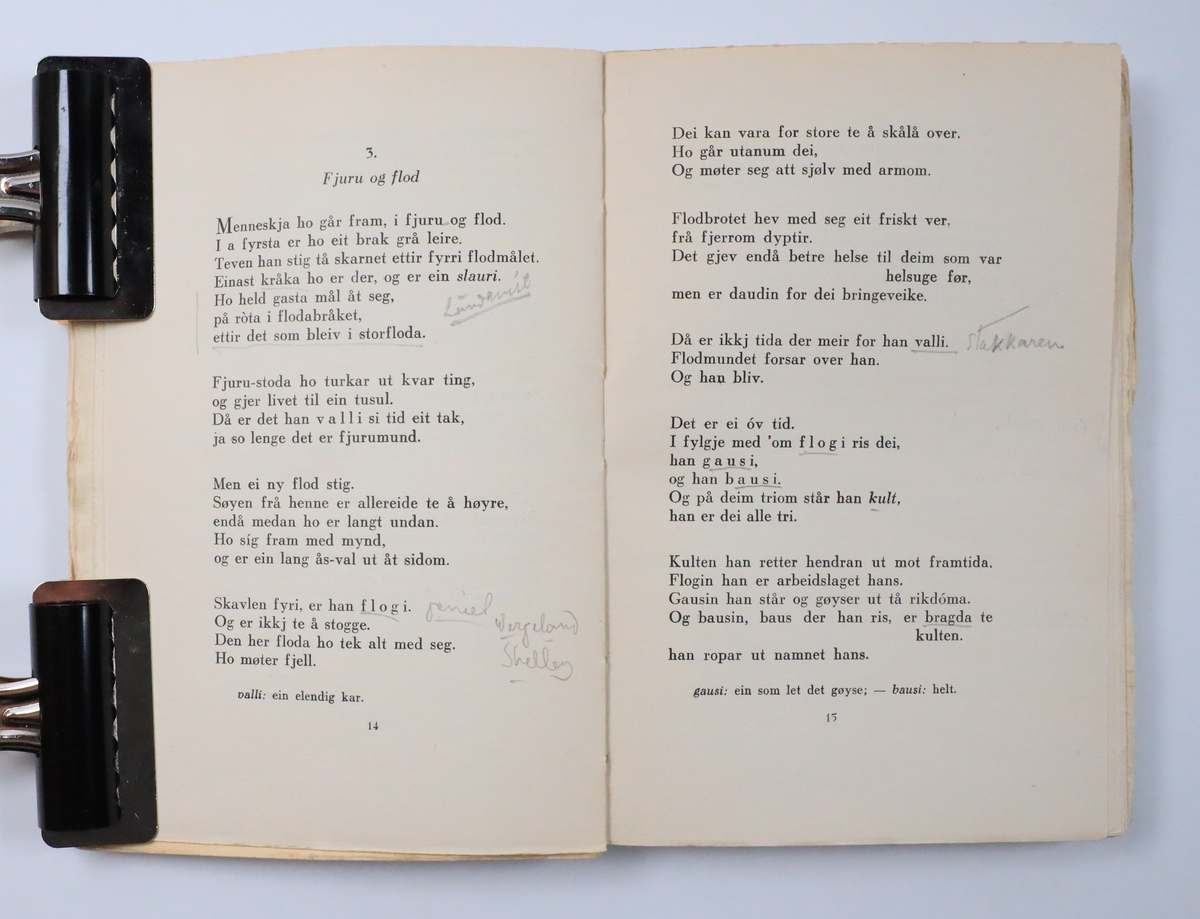 3.
Fjuru og flod
Menneskja ho går fram, i fjuru og flod.
I a fyrsta er ho eit brak grå leire.
Teven han stig tå skarnet ettir fyrri flodmålet.
Einast kråka ho er der, og er ein slauri.
Ho held gasta mål åt seg,
på ròta i flodabråket,
ettir det som bleiv i storfloda.
Fjuru-stoda ho turkar ut kvar ting,
og gjer livet til ein tusul.
Då er det han valli si tid eit tak,
ja so lenge det er fjurumund.
Men ei ny flod stig.
Søyen frå henne er allereide te å høyre,
endå medan ho er langt undan.
Ho síg fram med mynd,
og er ein lang ås-val ut åt sidom.
Skavlen fyri, er han flogi. geniet
Og er ikkj te å stogge. Wergeland
Den her floda ho tek alt med seg.
Ho møter fjell. Shelley
valli: ein elendig kar.
14
Dei kan vara for store te å skålå over.
Ho går utanum dei,
Og møter seg att sjølv med armom.
Flodbrotet hev med seg eit friskt ver,
frå fjerrom dyptir.
Det gjev endå betre helse til deim som var
helsuge før,
men er daudin for dei bringeveike.
Då er ikkj tida der meir for han valli. stakkaren
Flodmundet forsar over han.
Og han bliv.
Det er ei óv tid.
I fylgje med 'om flogi ris dei,
han gausi,
og han bausi.
Og på deim triom står han kult,
han er dei alle tri.
Kulten han retter hendran ut mot framtida.
Flogin han er arbeidslaget hans.
Gausin han står og gøyser ut tå rikdóma.
Og bausin, baus der han ris, er bragda te
kulten.
han ropar ut namnet hans.
gausi: ein som let det gøyse; — bausi: helt.
15